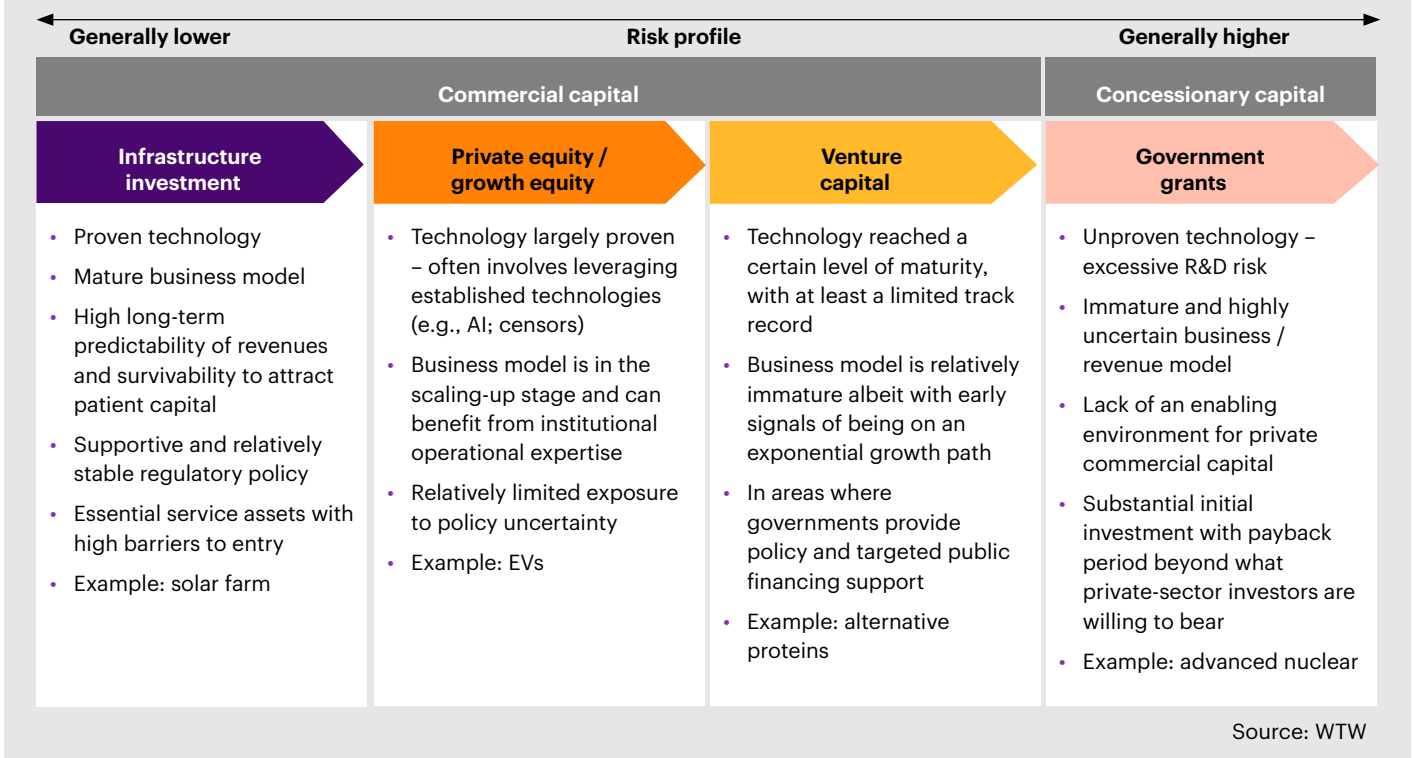 Generally lower
Risk profile
Generally higher
Commercial capital
Concessionary capital
Infrastructure
investment
• Proven technology
• Mature business model
• High long-term
predictability of revenues
and survivability to attract
patient capital
• Supportive and relatively
stable regulatory policy
• Essential service assets with
high barriers to entry
• Example: solar farm
Private equity /
growth equity
• Technology largely proven
– often involves leveraging
established technologies
(e.g., AI; censors)
• Business model is in the
scaling-up stage and can
benefit from institutional
operational expertise
• Relatively limited exposure
to policy uncertainty
• Example: EVs
Venture
capital
• Technology reached a
certain level of maturity,
with at least a limited track
record
• Business model is relatively
immature albeit with early
signals of being on an
exponential growth path
• In areas where
governments provide
policy and targeted public
financing support
• Example: alternative
proteins
Government
grants
• Unproven technology –
excessive R&D risk
• Immature and highly
uncertain business /
revenue model
• Lack of an enabling
environment for private
commercial capital
• Substantial initial
investment with payback
period beyond what
private-sector investors are
willing to bear
• Example: advanced nuclear
Source: WTW